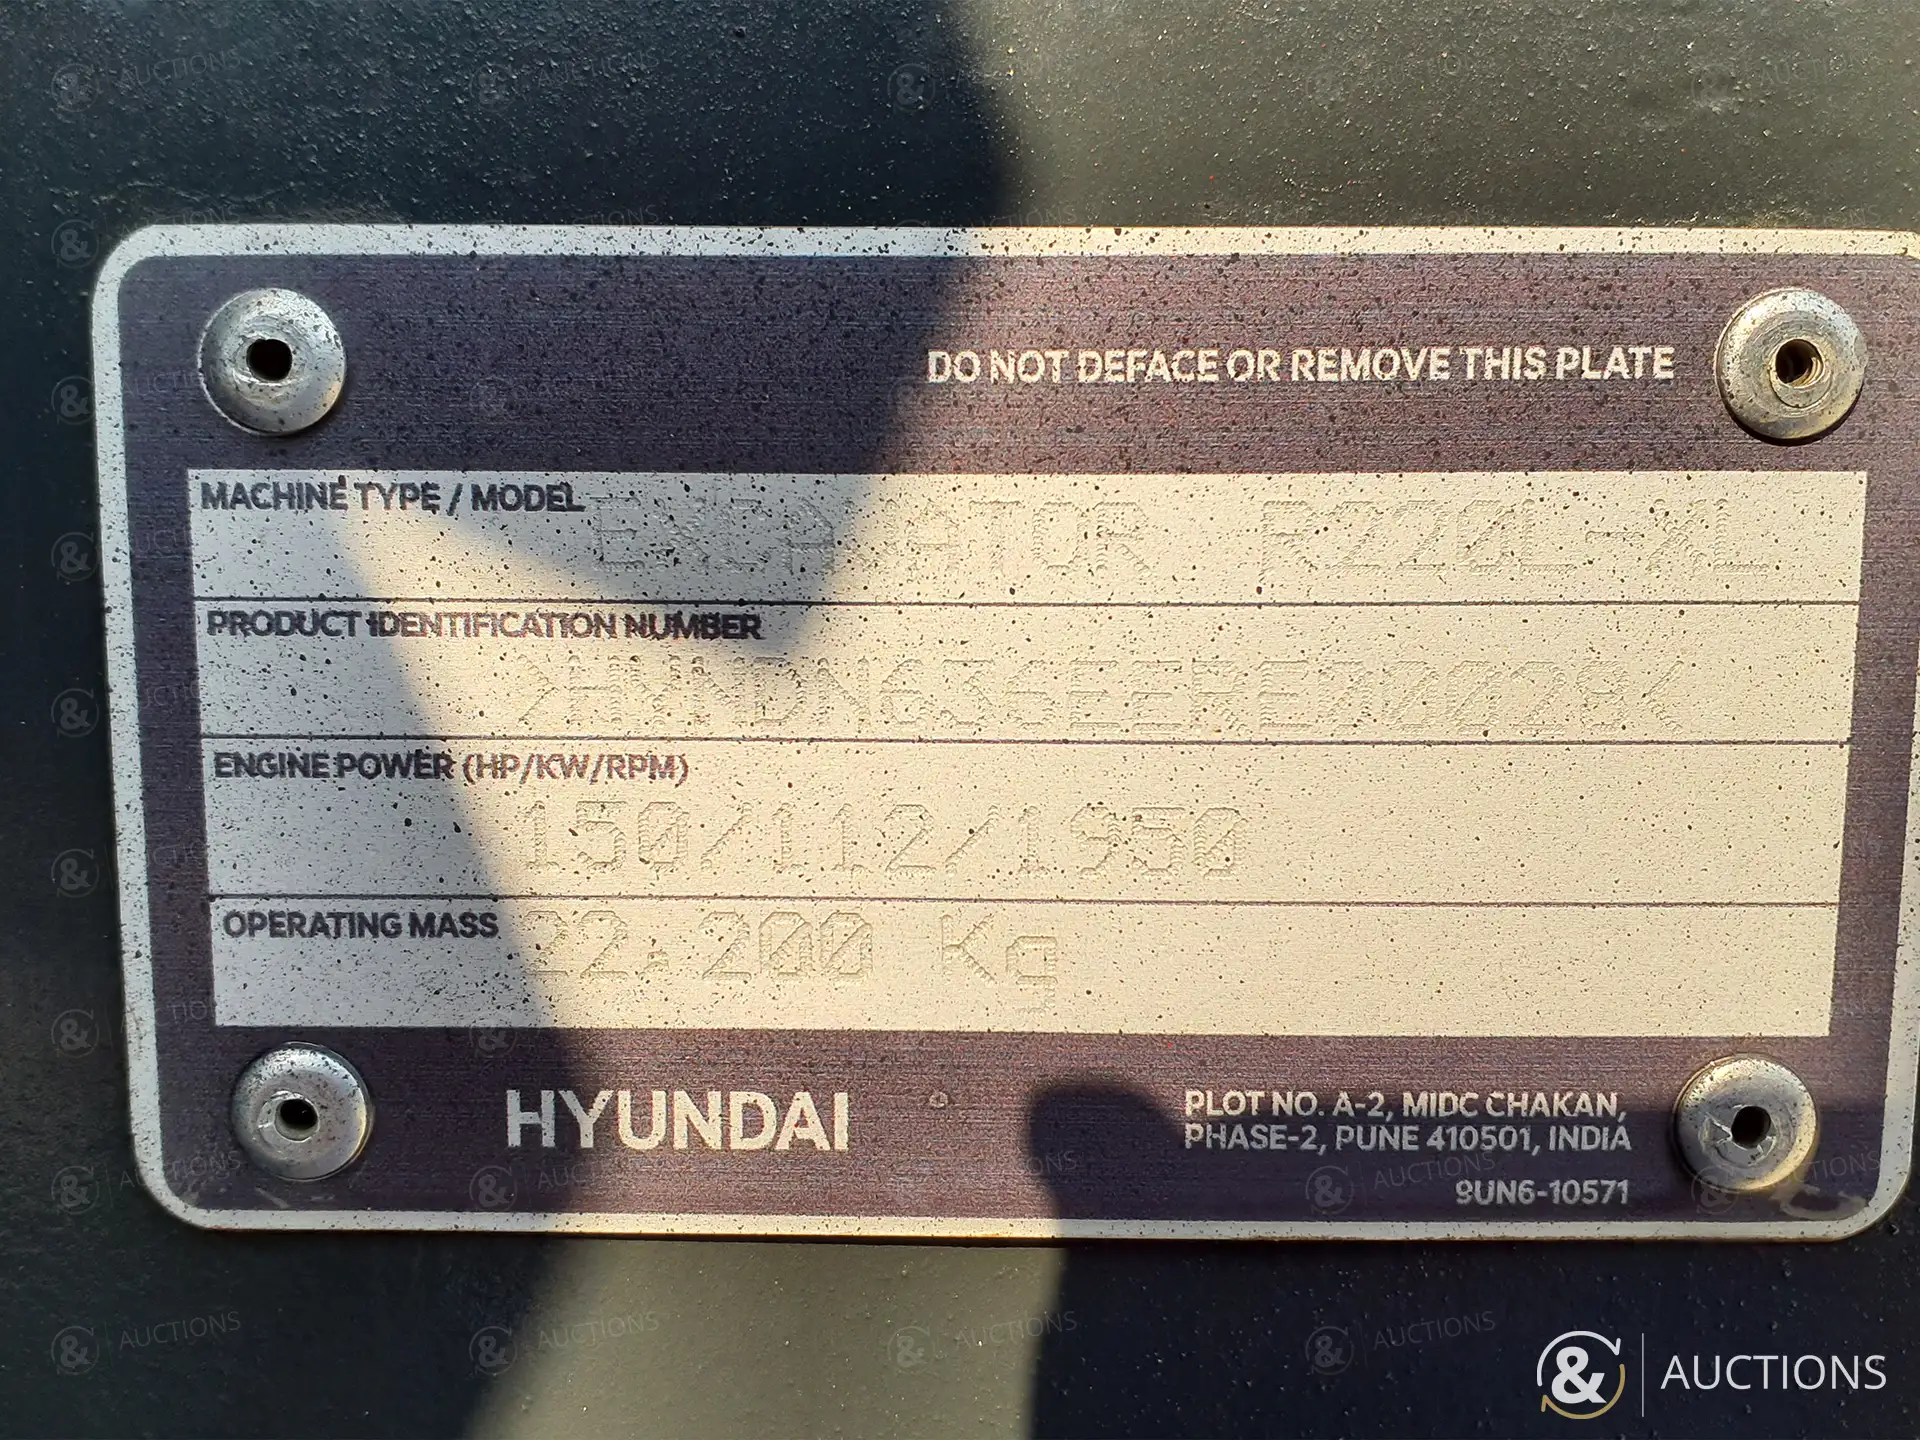 DO NOT DEFACE OR REMOVE THIS PLATE
MACHINE TYPE / MODEL EXCAVATOR R220L-XL
PRODUCT IDENTIFICATION NUMBER
ENGINE POWER (HP/KW/RPM)
150/112/1950
OPERATING MASS 22,200 Kg
HYUNDAI
PLOT NO. A-2, MIDC CHAKAN,
PHASE-2, PUNE 410501, INDIA
9UN6-10571
& AUCTIONS